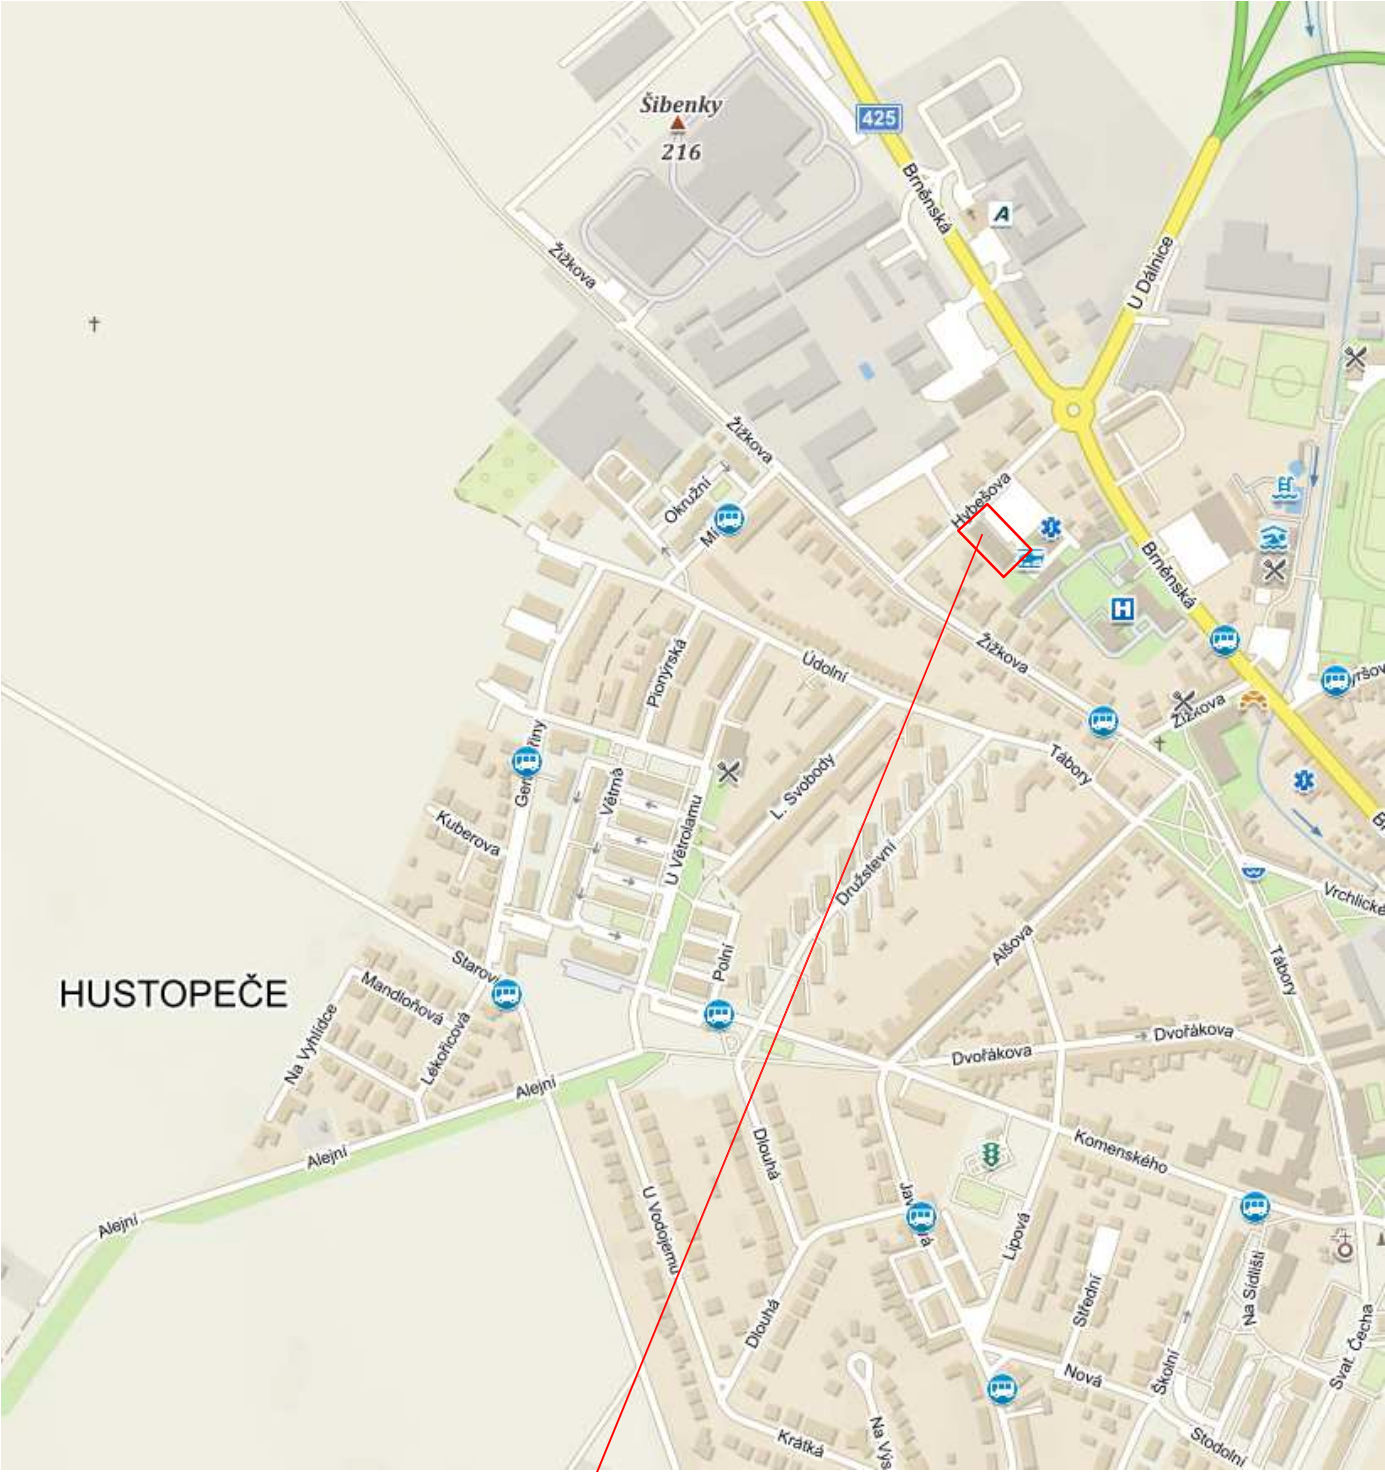 Šibenky
216
425
Brněnská
A
U Dálnice
Žižkova
Žižkova
Okružní
Hybešova
Brněnská
H
Žižkova
Údolní
Pionýrská
Žižkova
Tábory
Větrná
L. Svobody
Kuberova
U Větrolamu
Družstevní
Vrchlické
Alšova
Polní
Tábory
HUSTOPEČE
Mandloňová
Na Vyhlídce
Lékořicová
Dvořákova
Dvořákova
Alejní
Alejní
Alejní
Dlouhá
Komenského
U Vodojemu
Lipová
Na Sídlišti
Střední
Dlouhá
Školní
Svat. Čecha
Nová
Krátká
Na Výs
Stodolní